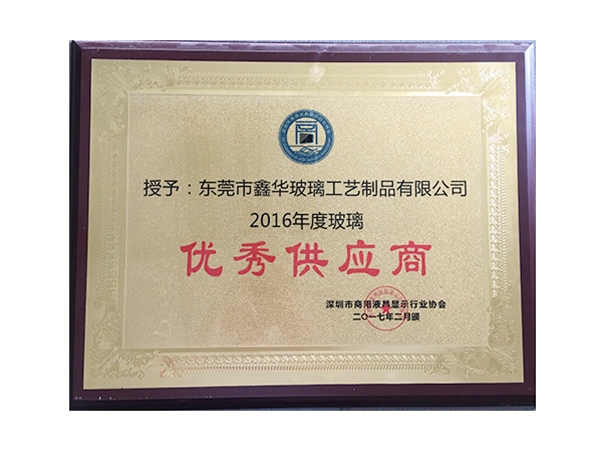 授予：东莞市鑫华玻璃工艺制品有限公司
2016年度玻璃
优秀供应商
深圳市商用液晶显示行业协会
二〇一七年二月颁